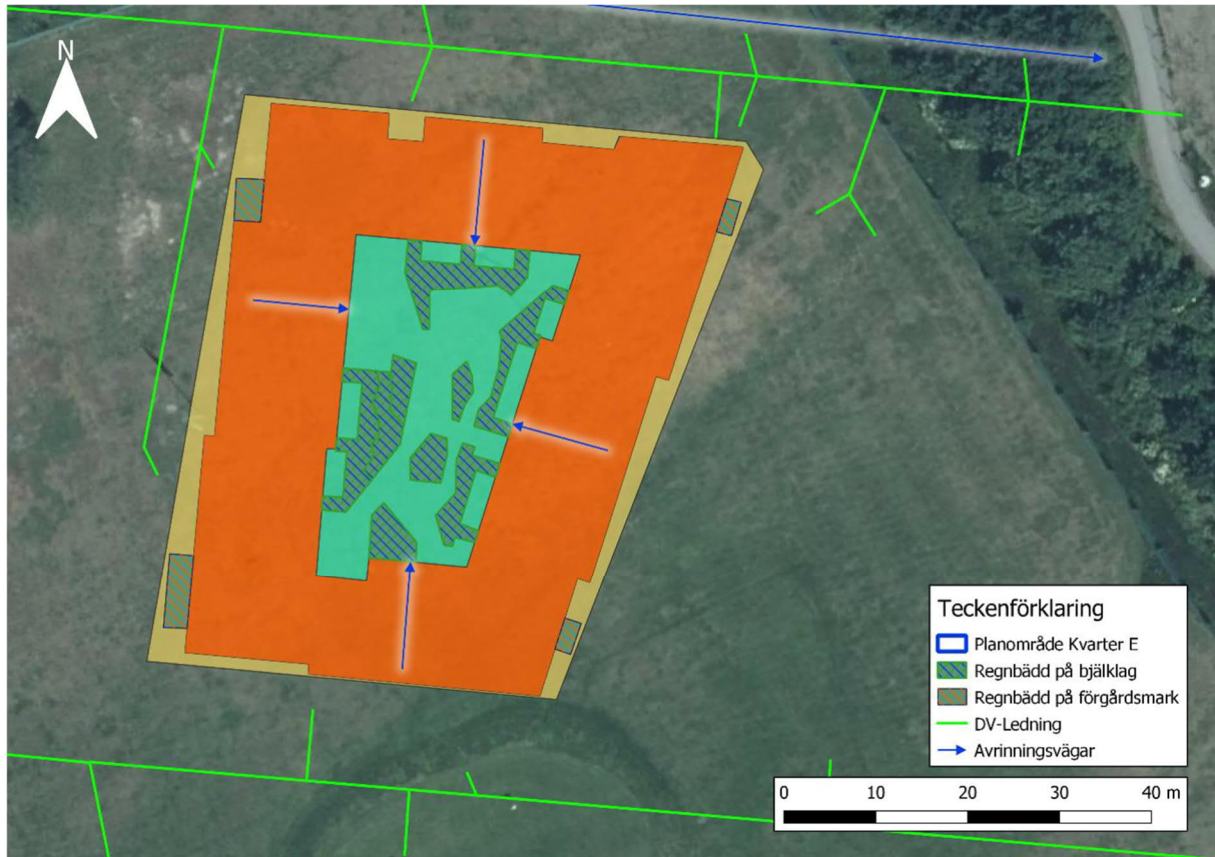 N
Teckenförklaring
Planområde Kvarter E
Regnbädd på bjälklag
Regnbädd på förgårdsmark
DV-Ledning
Avrinningsvägar
0 10 20 30 40 m